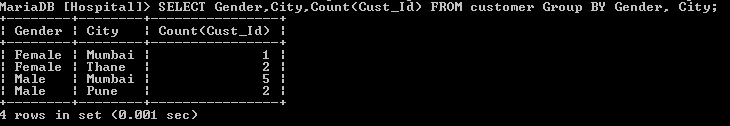 MariaDB [Hospital]> SELECT Gender,City,Count(Cust_Id) FROM customer Group BY Gender, City;
+--------+--------+----------------+
| Gender | City   | Count(Cust_Id) |
+--------+--------+----------------+
| Female | Mumbai |              1 |
| Female | Thane  |              2 |
| Male   | Mumbai |              5 |
| Male   | Pune   |              2 |
+--------+--------+----------------+
4 rows in set (0.001 sec)